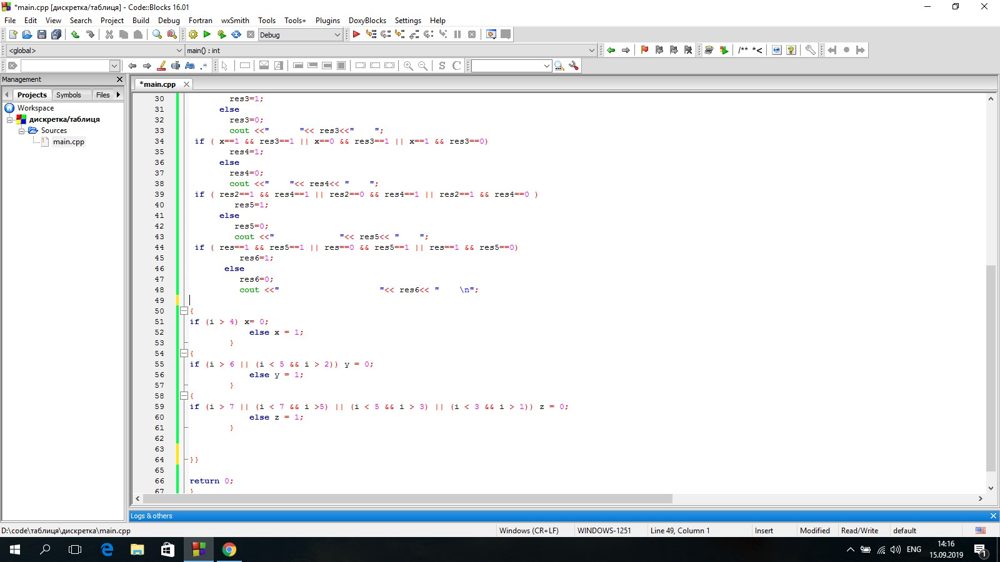 *main.cpp [дискретка/таблиця] - Code::Blocks 16.01
File Edit View Search Project Build Debug Fortran wxSmith Tools Tools+ Plugins DoxyBlocks Settings Help
Debug
<global> main() : int
/** *<
Aa .* S C
Management
*main.cpp
Projects Symbols Files
Workspace
дискретка/таблиця
Sources
main.cpp
30 res3=1;
31 else
32 res3=0;
33 cout <<"      "<< res3<<"    ";
34 if ( x==1 && res3==1 || x==0 && res3==1 || x==1 && res3==0)
35 res4=1;
36 else
37 res4=0;
38 cout <<"    "<< res4<< "    ";
39 if ( res2==1 && res4==1 || res2==0 && res4==1 || res2==1 && res4==0 )
40 res5=1;
41 else
42 res5=0;
43 cout <<"             "<< res5<< "    ";
44 if ( res==1 && res5==1 || res==0 && res5==1 || res==1 && res5==0)
45 res6=1;
46 else
47 res6=0;
48 cout <<"                    "<< res6<< "    \n";
49
50 {
51 if (i > 4) x= 0;
52 else x = 1;
53 }
54 {
55 if (i > 6 || (i < 5 && i > 2)) y = 0;
56 else y = 1;
57 }
58 {
59 if (i > 7 || (i < 7 && i >5) || (i < 5 && i > 3) || (i < 3 && i > 1)) z = 0;
60 else z = 1;
61 }
62
63
64 }}
65
66 return 0;
67 }
Logs & others
D:\code\таблиця\дискретка\main.cpp Windows (CR+LF) WINDOWS-1251 Line 49, Column 1 Insert Modified Read/Write default
ENG 14:16
15.09.2019
1